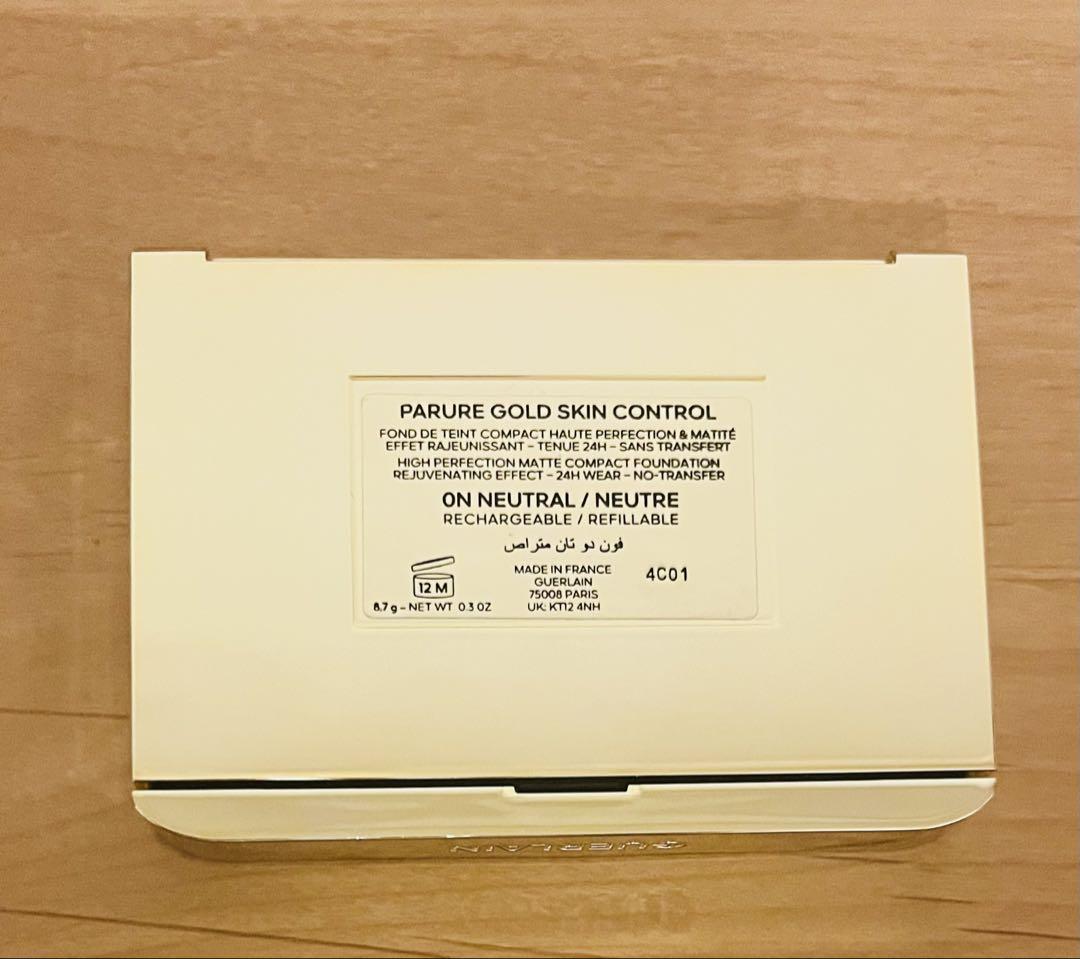 PARURE GOLD SKIN CONTROL
FOND DE TEINT COMPACT HAUTE PERFECTION & MATITÉ
EFFET RAJEUNISSANT – TENUE 24H – SANS TRANSFERT
HIGH PERFECTION MATTE COMPACT FOUNDATION
REJUVENATING EFFECT – 24H WEAR – NO-TRANSFER
0N NEUTRAL / NEUTRE
RECHARGEABLE / REFILLABLE
فون دو تان متراص
12 M
8.7 g – NET WT 0.3 OZ
MADE IN FRANCE
GUERLAIN
75008 PARIS
UK: KT12 4NH
4C01
GUERLAIN